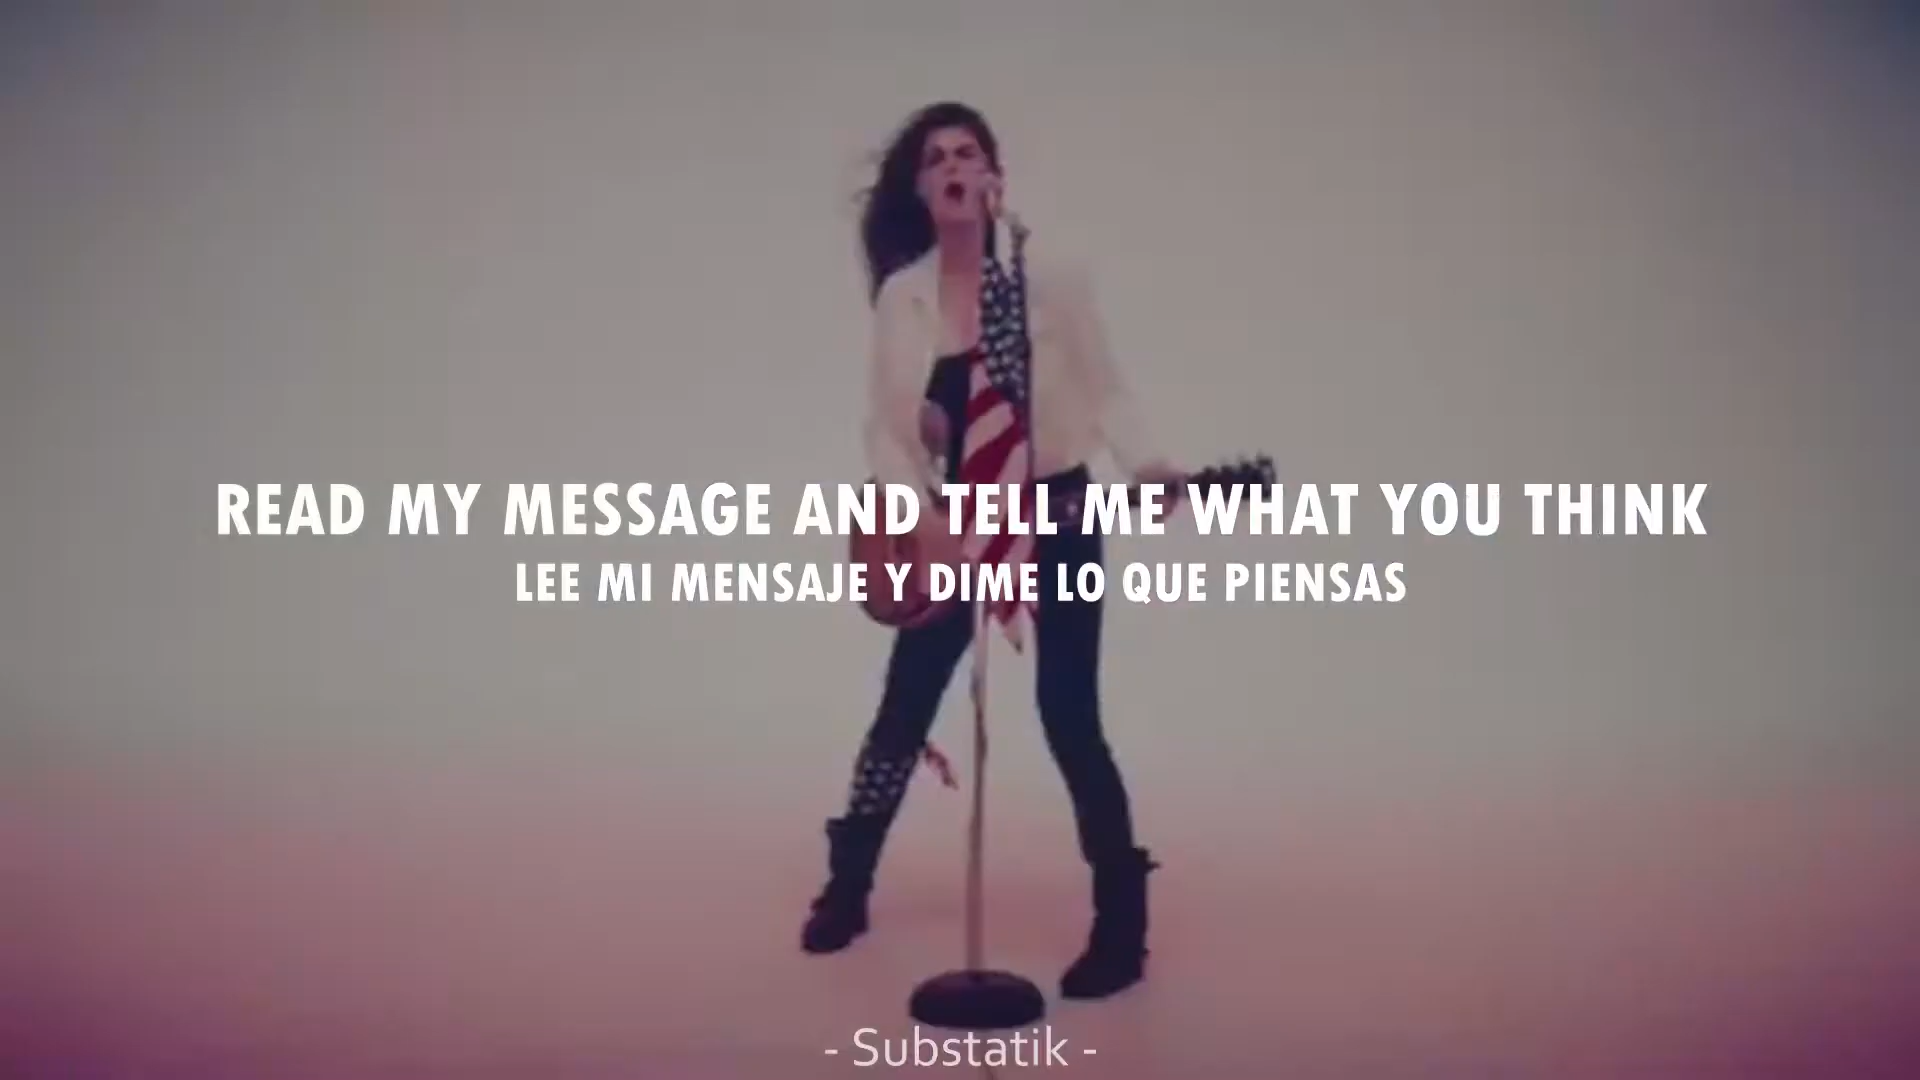 READ MY MESSAGE AND TELL ME WHAT YOU THINK
LEE MI MENSAJE Y DIME LO QUE PIENSAS
- Substatik -